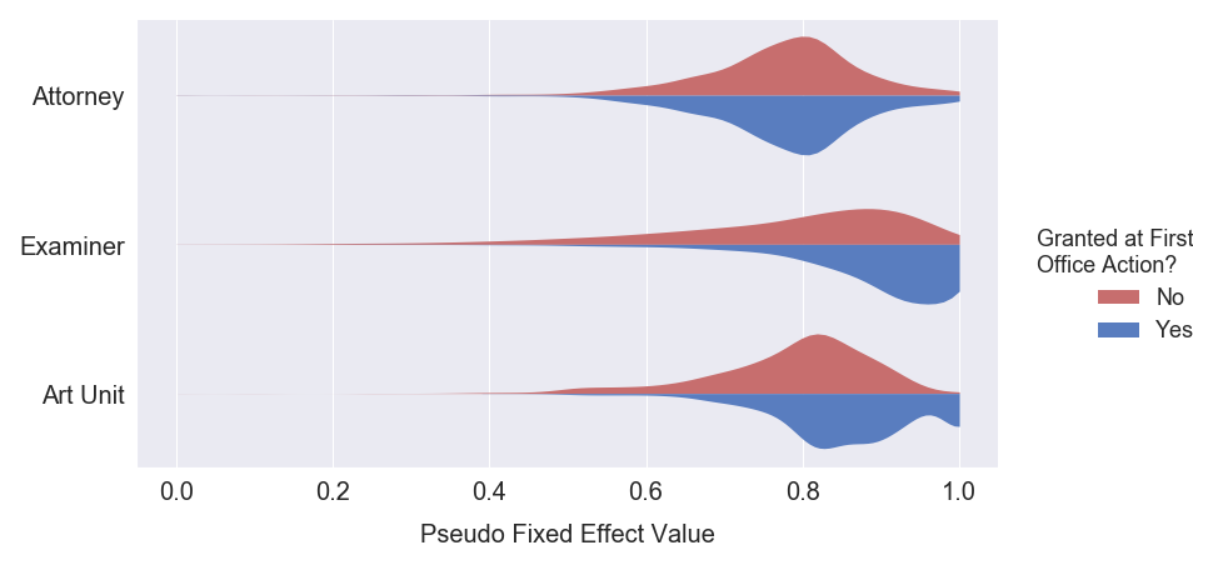 Attorney
Examiner
Art Unit
0.0 0.2 0.4 0.6 0.8 1.0
Pseudo Fixed Effect Value
Granted at First
Office Action?
No
Yes